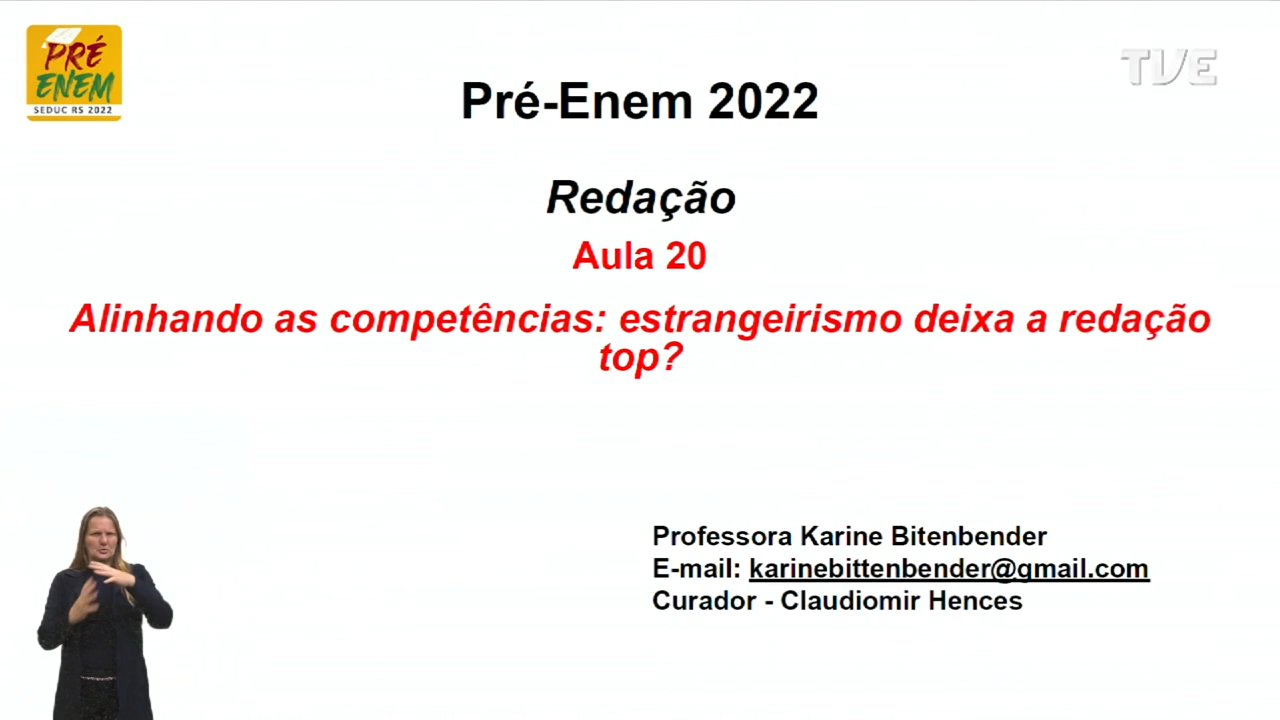 PRÉ
ENEM
SEDUC RS 2022
TVE
Pré-Enem 2022
Redação
Aula 20
Alinhando as competências: estrangeirismo deixa a redação
top?
Professora Karine Bitenbender
E-mail: karinebittenbender@gmail.com
Curador - Claudiomir Hences